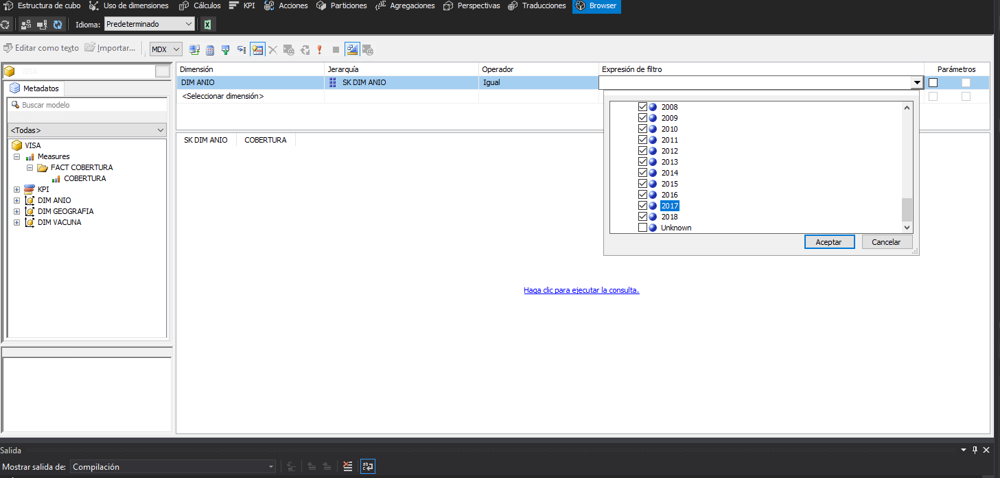 Estructura de cubo Uso de dimensiones Cálculos KPI Acciones Particiones Agregaciones Perspectivas Traducciones Browser
Idioma: Predeterminado
Editar como texto Importar... MDX
VISA
Metadatos
Buscar modelo
<Todas>
VISA
Measures
FACT COBERTURA
COBERTURA
KPI
DIM ANIO
DIM GEOGRAFIA
DIM VACUNA
Dimensión Jerarquía Operador Expresión de filtro Parámetros
DIM ANIO SK DIM ANIO Igual
<Seleccionar dimensión>
2008
2009
2010
2011
2012
2013
2014
2015
2016
2017
2018
Unknown
Aceptar Cancelar
SK DIM ANIO COBERTURA
Haga clic para ejecutar la consulta.
Salida
Mostrar salida de: Compilación